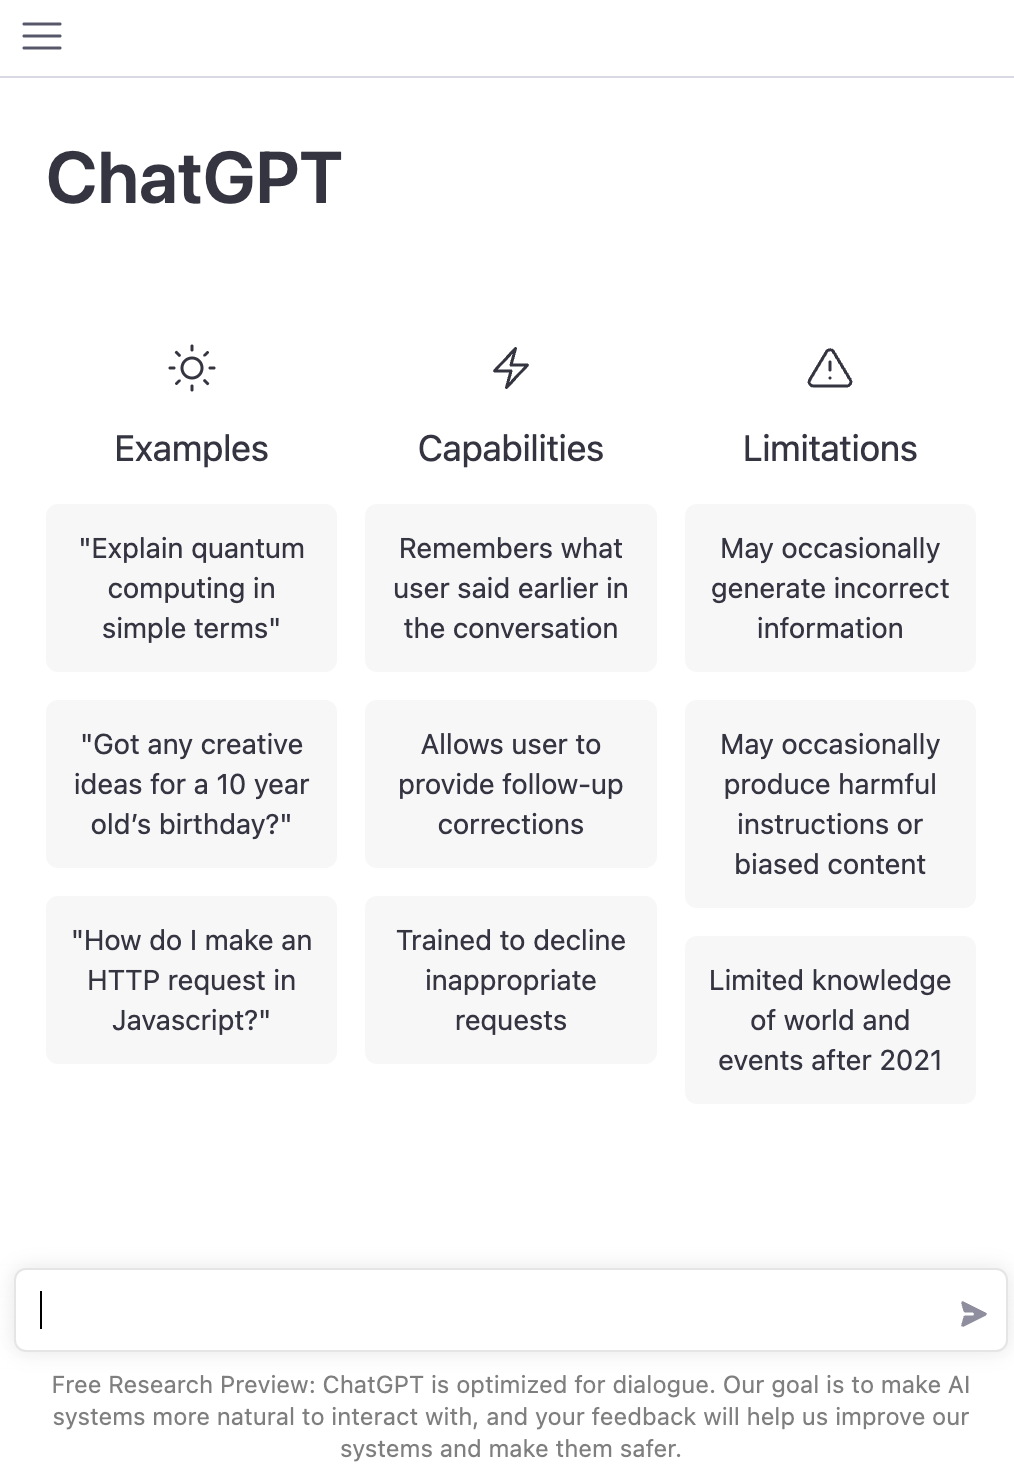 ChatGPT
Examples
"Explain quantum
computing in
simple terms"
"Got any creative
ideas for a 10 year
old’s birthday?"
"How do I make an
HTTP request in
Javascript?"
Capabilities
Remembers what
user said earlier in
the conversation
Allows user to
provide follow-up
corrections
Trained to decline
inappropriate
requests
Limitations
May occasionally
generate incorrect
information
May occasionally
produce harmful
instructions or
biased content
Limited knowledge
of world and
events after 2021
Free Research Preview: ChatGPT is optimized for dialogue. Our goal is to make AI
systems more natural to interact with, and your feedback will help us improve our
systems and make them safer.